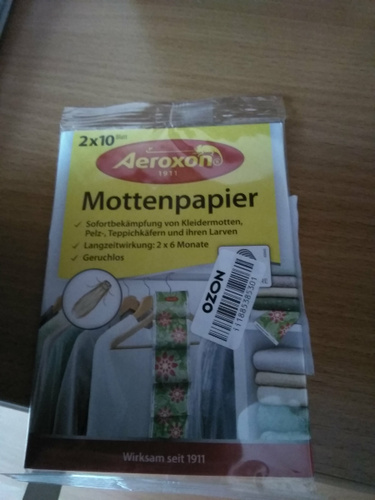 2x10 Blatt
Aeroxon
1911
Mottenpapier
✓ Sofortbekämpfung von Kleidermotten,
Pelz-, Teppichkäfern und ihren Larven
✓ Langzeitwirkung: 2 x 6 Monate
✓ Geruchlos
OZON
Wirksam seit 1911